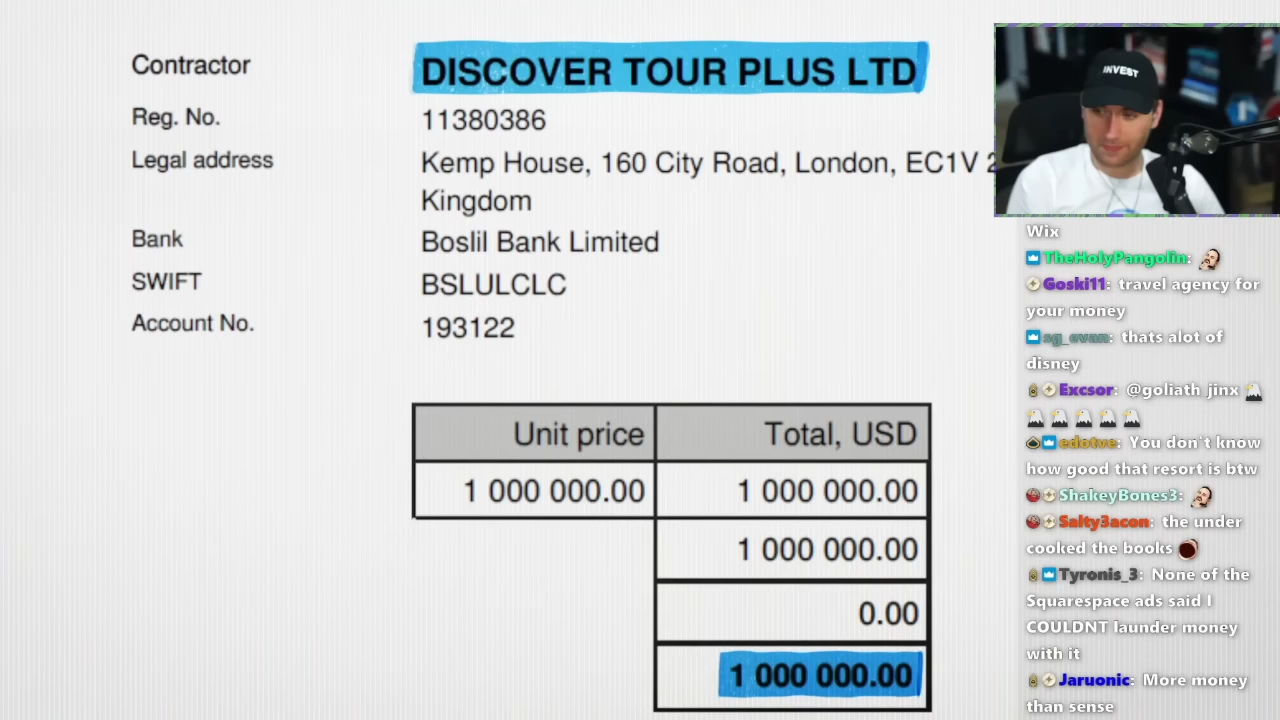 Contractor
DISCOVER TOUR PLUS LTD
Reg. No.
11380386
Legal address
Kemp House, 160 City Road, London, EC1V 2
Kingdom
Bank
Boslil Bank Limited
SWIFT
BSLULCLC
Account No.
193122
Unit price
Total, USD
1 000 000.00
1 000 000.00
1 000 000.00
0.00
1 000 000.00
INVEST
Wix
TheHolyPangolin:
Goski11: travel agency for
your money
sg_evan: thats alot of
disney
Excsor: @goliath_jinx
edotve: You don't know
how good that resort is btw
ShakeyBones3:
Salty3acon: the under
cooked the books
Tyronis_3: None of the
Squarespace ads said I
COULDNT launder money
with it
Jaruonic: More money
than sense